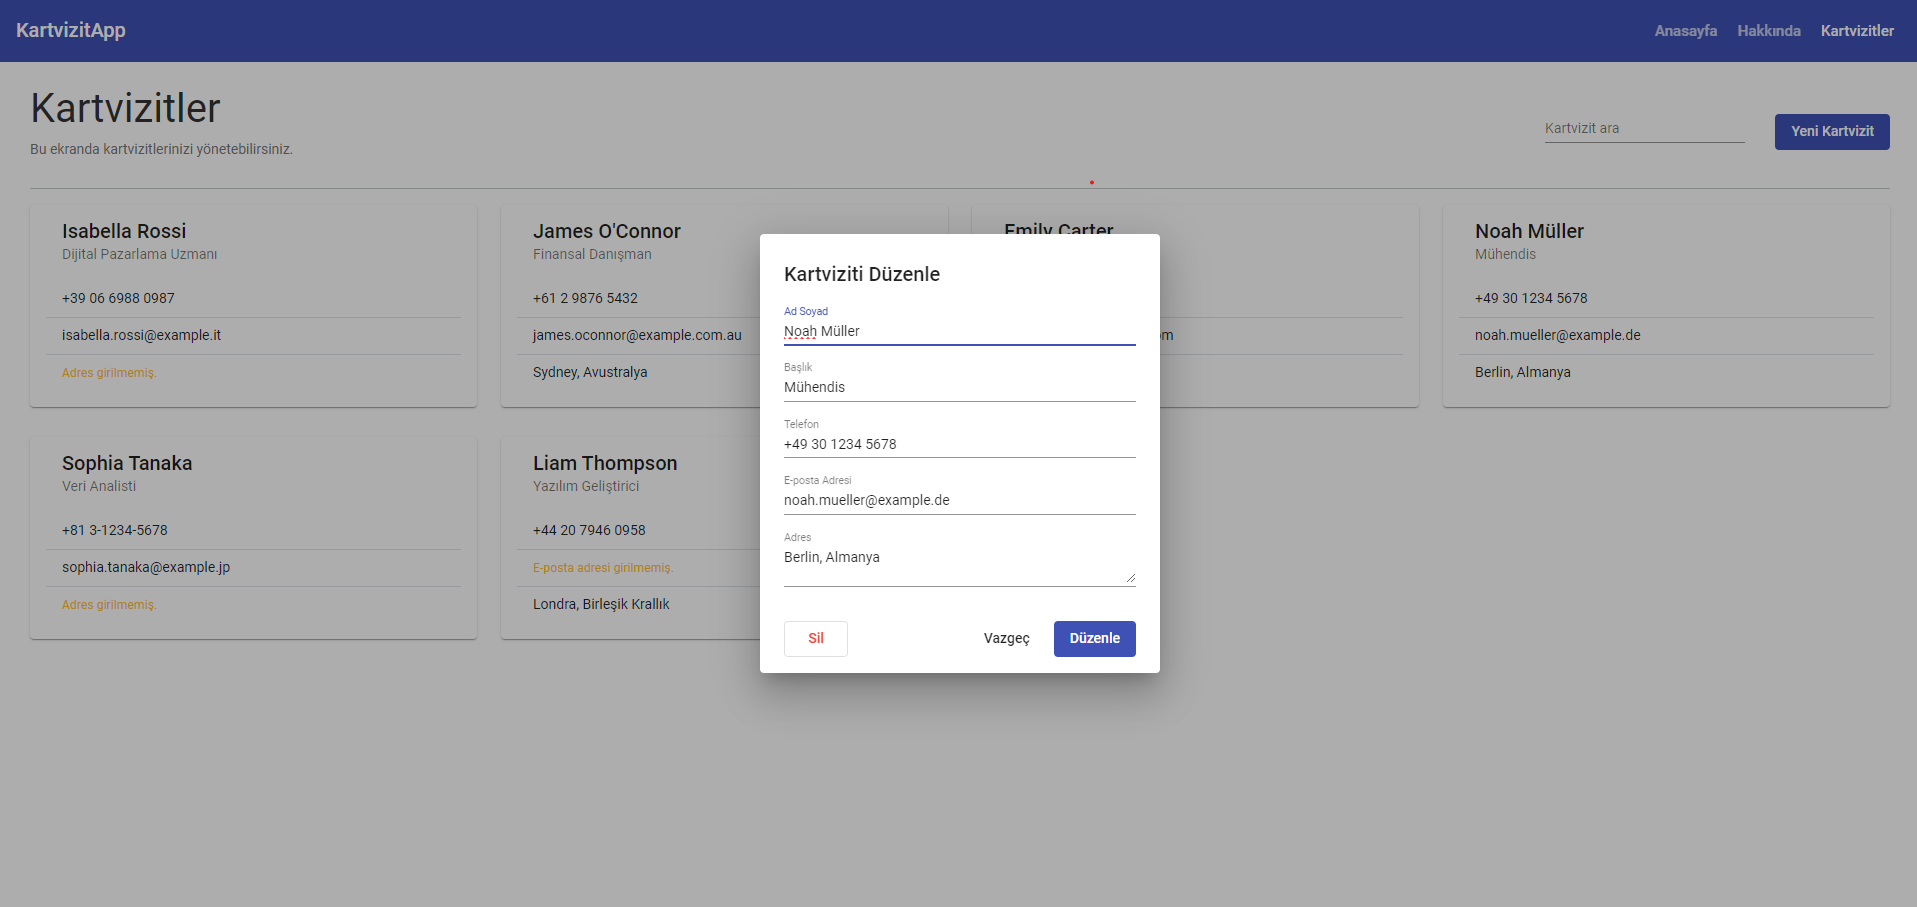 KartvizitApp
Anasayfa Hakkında Kartvizitler
Kartvizitler
Bu ekranda kartvizitlerinizi yönetebilirsiniz.
Kartvizit ara
Yeni Kartvizit
Isabella Rossi
Dijital Pazarlama Uzmanı
+39 06 6988 0987
isabella.rossi@example.it
Adres girilmemiş.
James O'Connor
Finansal Danışman
+61 2 9876 5432
james.oconnor@example.com.au
Sydney, Avustralya
Emily Carter
Noah Müller
Mühendis
+49 30 1234 5678
noah.mueller@example.de
Berlin, Almanya
Sophia Tanaka
Veri Analisti
+81 3-1234-5678
sophia.tanaka@example.jp
Adres girilmemiş.
Liam Thompson
Yazılım Geliştirici
+44 20 7946 0958
E-posta adresi girilmemiş.
Londra, Birleşik Krallık
Kartviziti Düzenle
Ad Soyad
Noah Müller
Başlık
Mühendis
Telefon
+49 30 1234 5678
E-posta Adresi
noah.mueller@example.de
Adres
Berlin, Almanya
Sil
Vazgeç
Düzenle